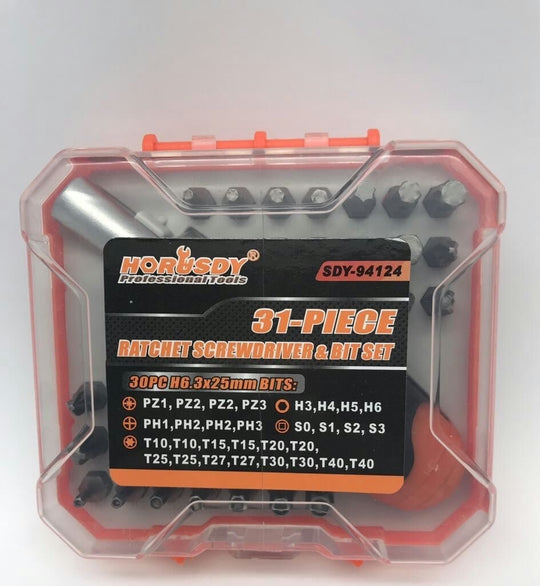 HORUSDY®
Professional Tools
SDY-94124
31-PIECE
RATCHET SCREWDRIVER & BIT SET
30PC H6.3x25mm BITS:
PZ1, PZ2, PZ2, PZ3 H3,H4,H5,H6
PH1,PH2,PH2,PH3 S0, S1, S2, S3
T10,T10,T15,T15,T20,T20,
T25,T25,T27,T27,T30,T30,T40,T40